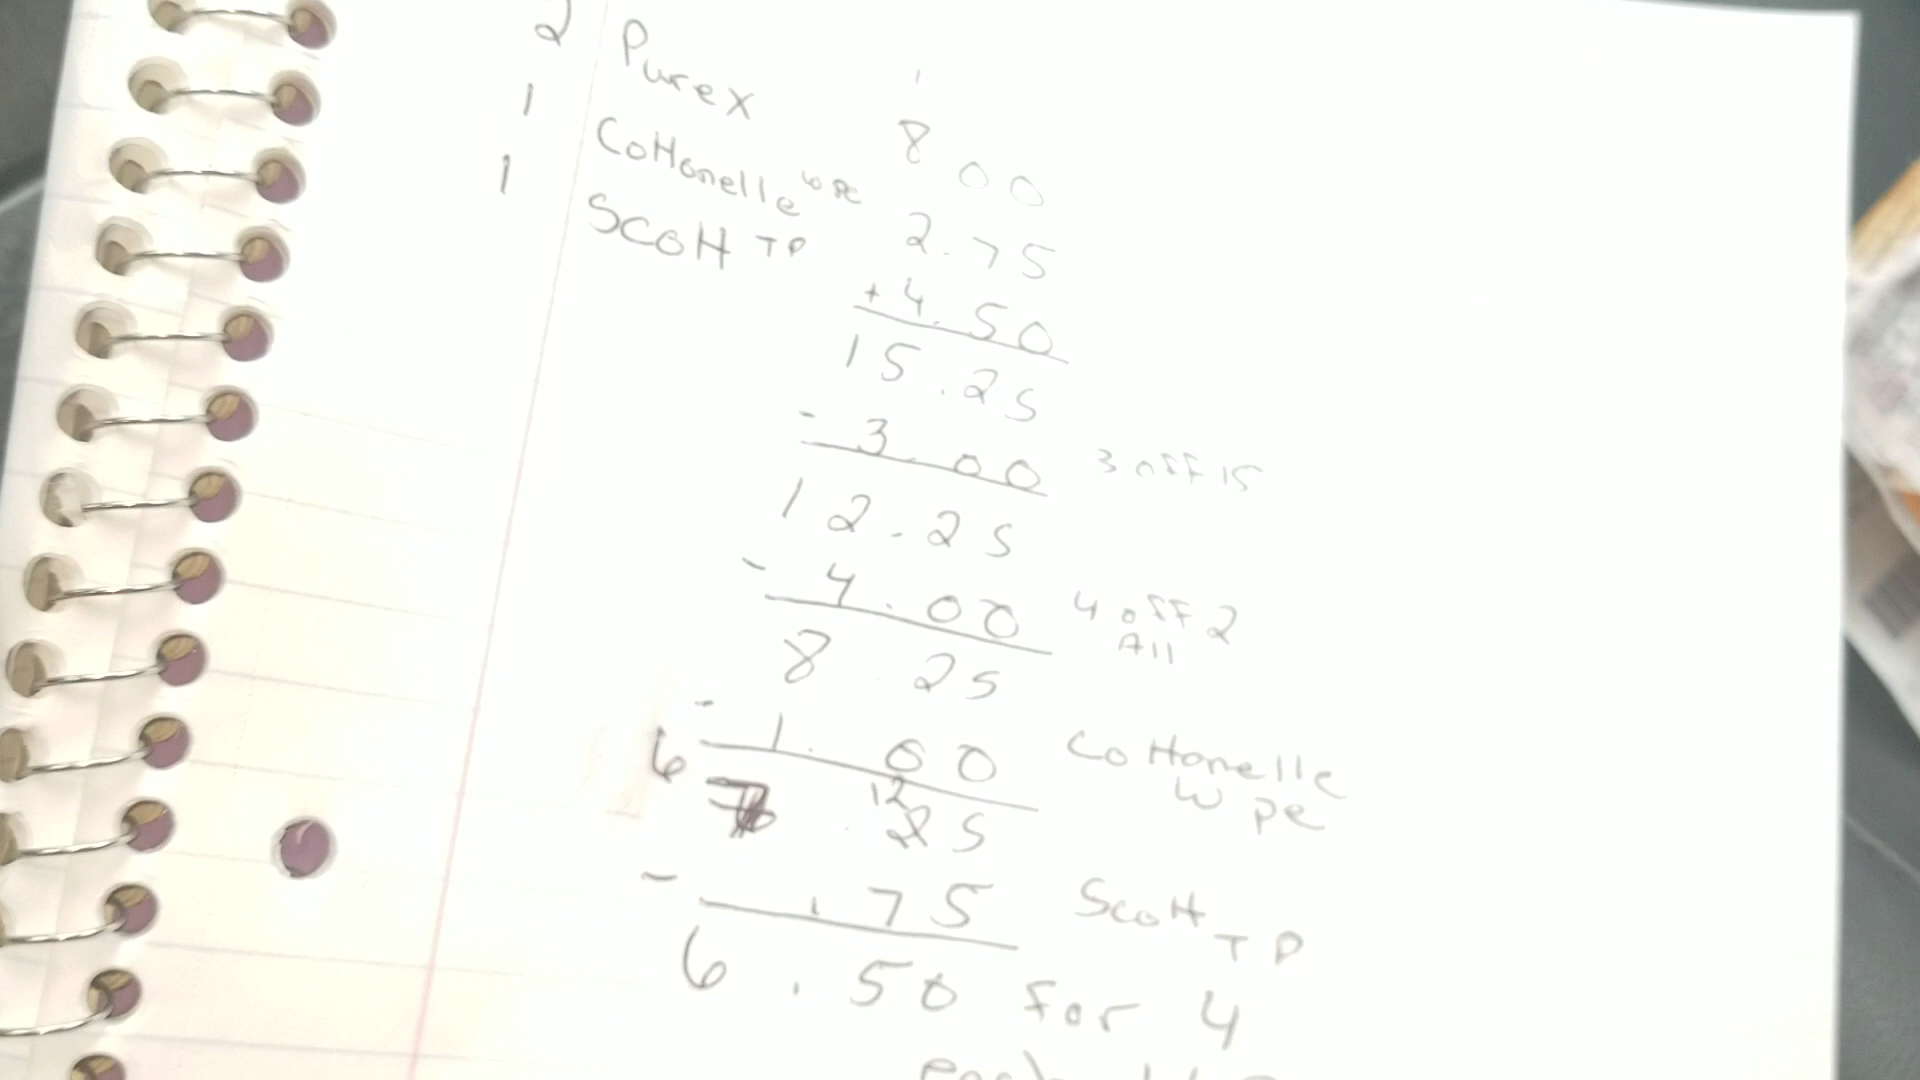 2 Purex
1 Cottonelle wpe
1 Scott TP
1
8 00
2.75
+4.50
15.25
- 3.00 3 off 15
12.25
- 4.00 4 off 2
All
8.25
- 1.00 Cottonelle
wpe
6 12
7.25
- .75 Scott TP
6.50 for 4